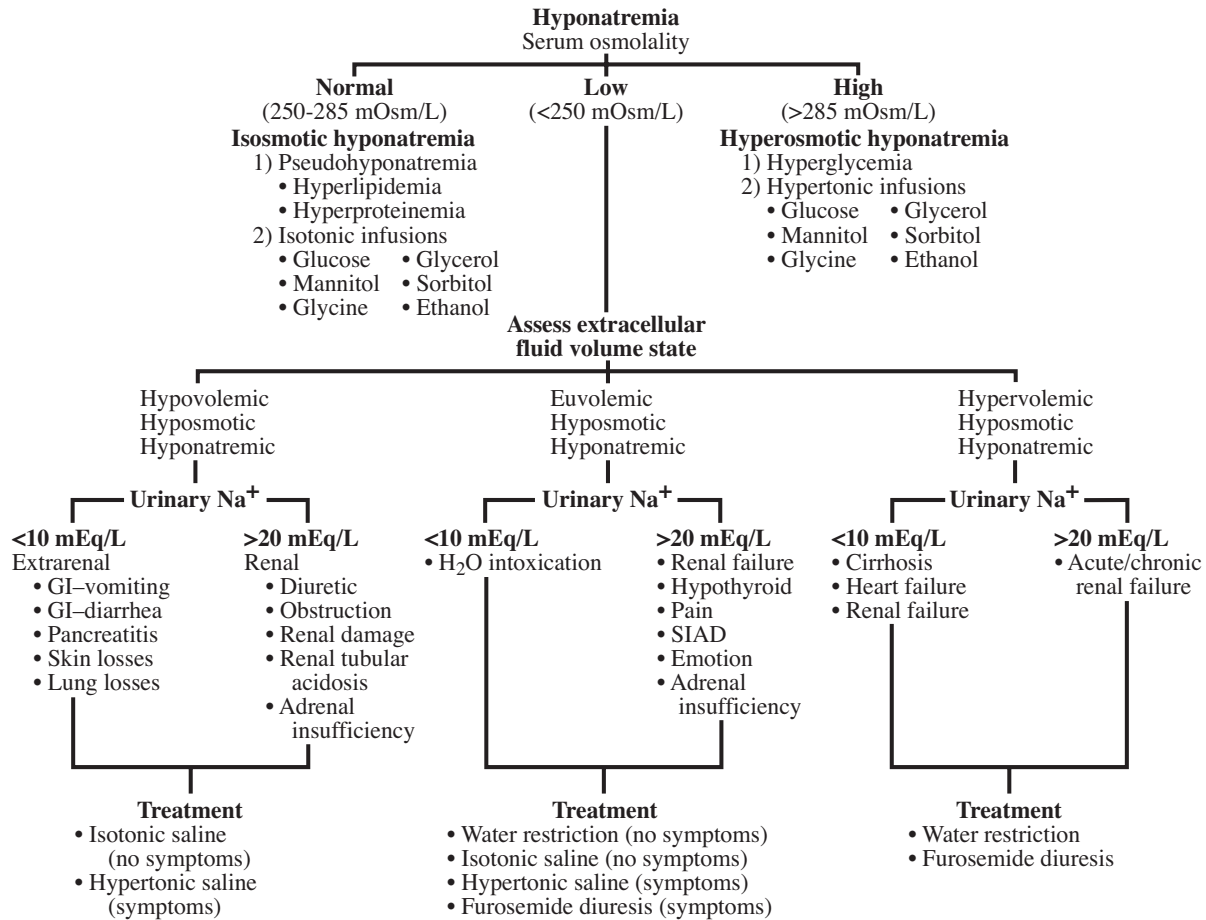 Hyponatremia
Serum osmolality
Normal
(250-285 mOsm/L)
Isosmotic hyponatremia
1) Pseudohyponatremia
• Hyperlipidemia
• Hyperproteinemia
2) Isotonic infusions
• Glucose • Glycerol
• Mannitol • Sorbitol
• Glycine • Ethanol
Low
(<250 mOsm/L)
High
(>285 mOsm/L)
Hyperosmotic hyponatremia
1) Hyperglycemia
2) Hypertonic infusions
• Glucose • Glycerol
• Mannitol • Sorbitol
• Glycine • Ethanol
Assess extracellular
fluid volume state
Hypovolemic
Hyposmotic
Hyponatremic
Urinary Na+
<10 mEq/L
Extrarenal
• GI–vomiting
• GI–diarrhea
• Pancreatitis
• Skin losses
• Lung losses
>20 mEq/L
Renal
• Diuretic
• Obstruction
• Renal damage
• Renal tubular
acidosis
• Adrenal
insufficiency
Treatment
• Isotonic saline
(no symptoms)
• Hypertonic saline
(symptoms)
Euvolemic
Hyposmotic
Hyponatremic
Urinary Na+
<10 mEq/L
• H2O intoxication
>20 mEq/L
• Renal failure
• Hypothyroid
• Pain
• SIAD
• Emotion
• Adrenal
insufficiency
Treatment
• Water restriction (no symptoms)
• Isotonic saline (no symptoms)
• Hypertonic saline (symptoms)
• Furosemide diuresis (symptoms)
Hypervolemic
Hyposmotic
Hyponatremic
Urinary Na+
<10 mEq/L
• Cirrhosis
• Heart failure
• Renal failure
>20 mEq/L
• Acute/chronic
renal failure
Treatment
• Water restriction
• Furosemide diuresis